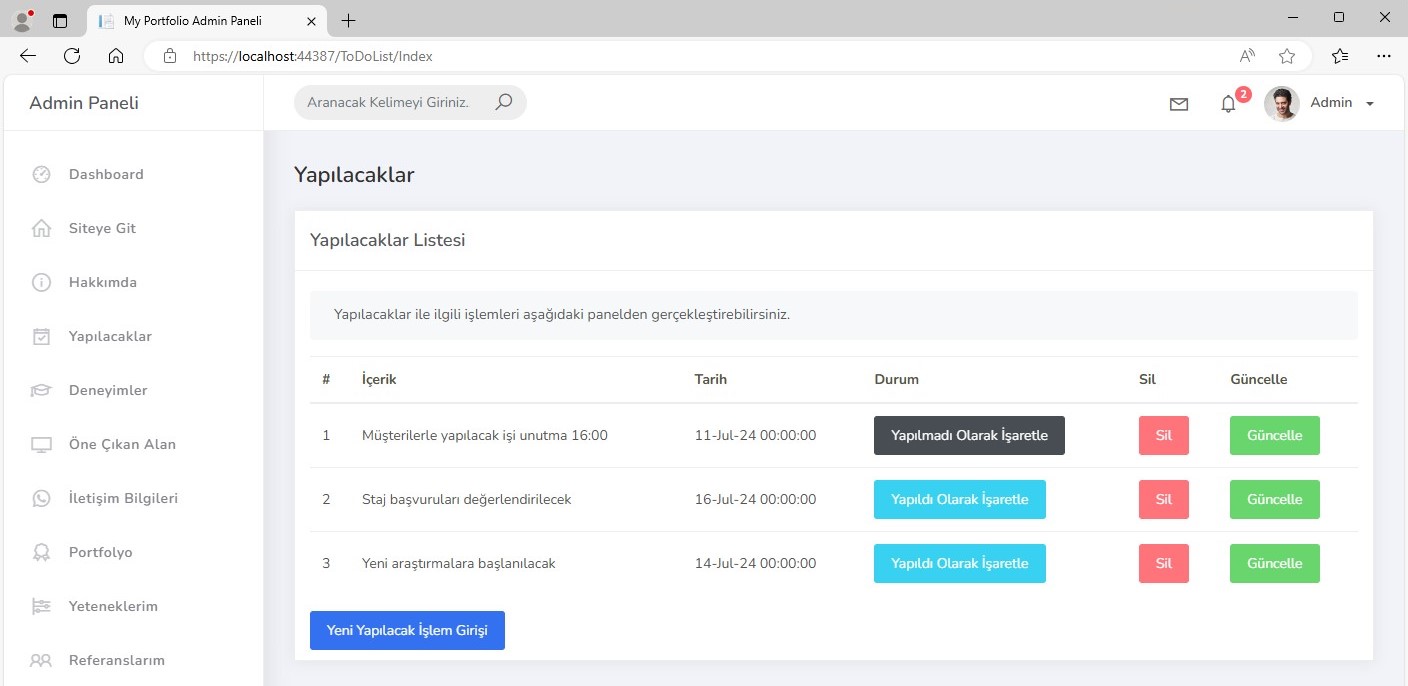 My Portfolio Admin Paneli
https://localhost:44387/ToDoList/Index
Admin Paneli
Aranacak Kelimeyi Giriniz.
2
Admin
Dashboard
Siteye Git
Hakkımda
Yapılacaklar
Deneyimler
Öne Çıkan Alan
İletişim Bilgileri
Portfolyo
Yeteneklerim
Referanslarım
Yapılacaklar
Yapılacaklar Listesi
Yapılacaklar ile ilgili işlemleri aşağıdaki panelden gerçekleştirebilirsiniz.
# İçerik Tarih Durum Sil Güncelle
1 Müşterilerle yapılacak işi unutma 16:00 11-Jul-24 00:00:00 Yapılmadı Olarak İşaretle Sil Güncelle
2 Staj başvuruları değerlendirilecek 16-Jul-24 00:00:00 Yapıldı Olarak İşaretle Sil Güncelle
3 Yeni araştırmalara başlanılacak 14-Jul-24 00:00:00 Yapıldı Olarak İşaretle Sil Güncelle
Yeni Yapılacak İşlem Girişi